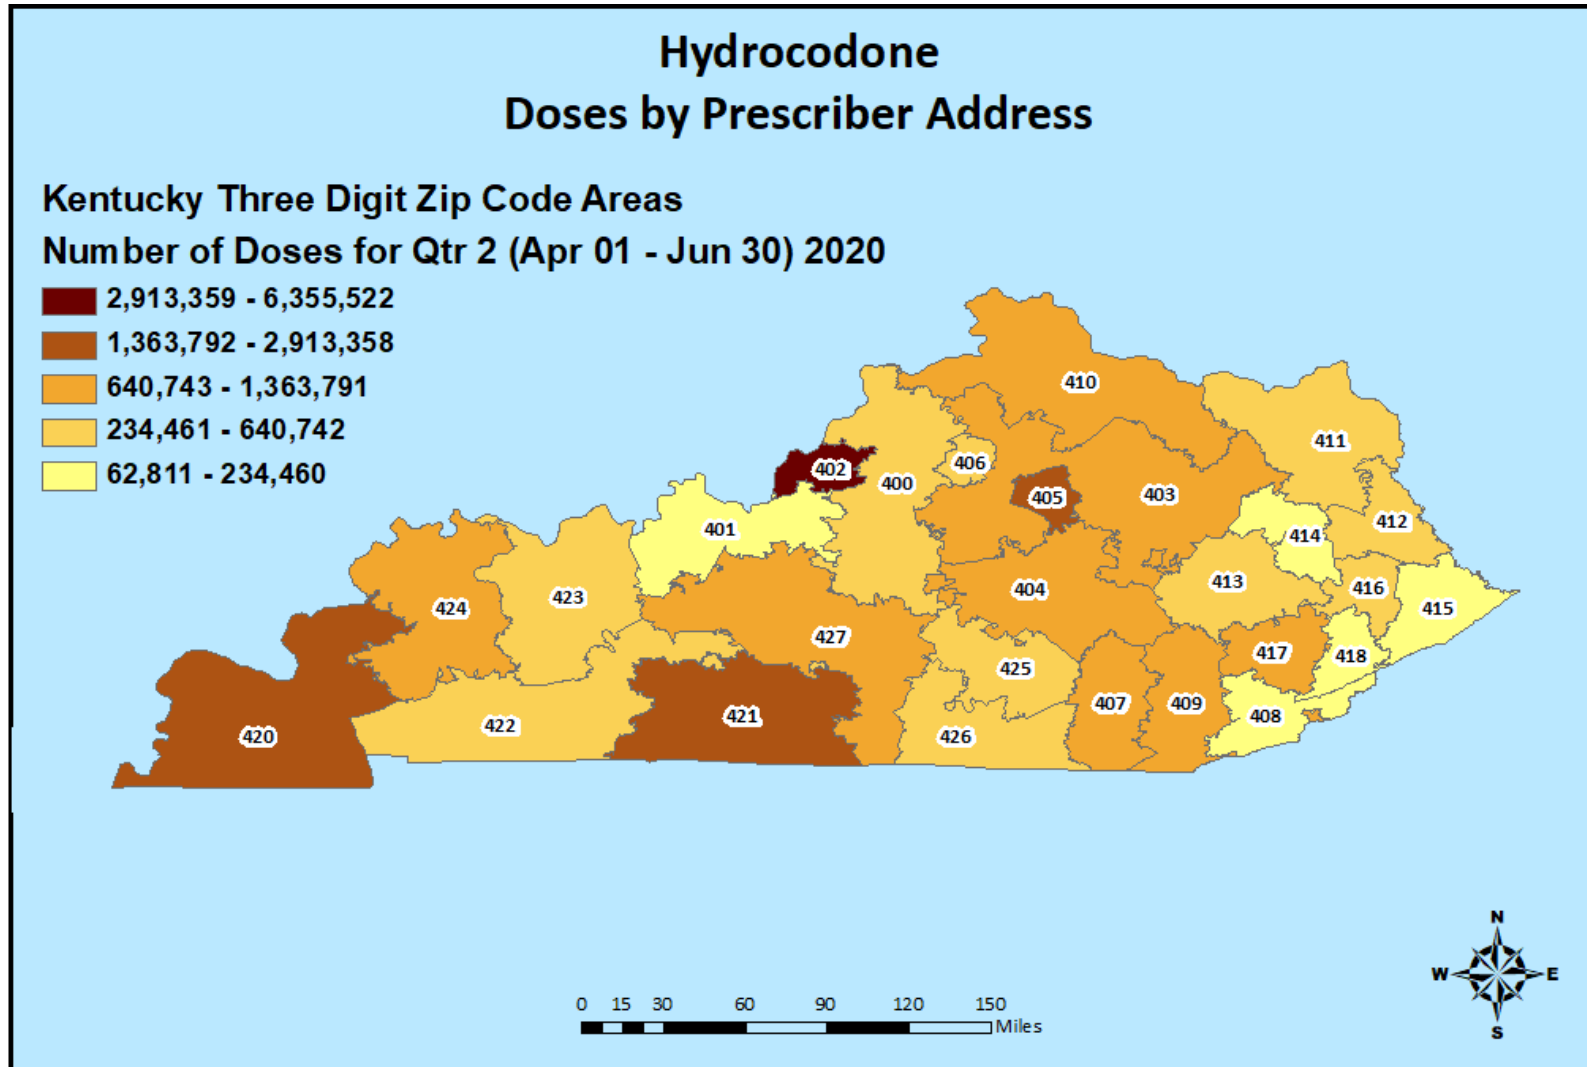 Hydrocodone
Doses by Prescriber Address
Kentucky Three Digit Zip Code Areas
Number of Doses for Qtr 2 (Apr 01 - Jun 30) 2020
2,913,359 - 6,355,522
1,363,792 - 2,913,358
640,743 - 1,363,791
234,461 - 640,742
62,811 - 234,460
410
411
402
406
400
405
403
401
412
414
413
404
416
423
424
415
427
417
425
418
407
409
421
408
422
426
420
N
W
E
S
0 15 30 60 90 120 150
Miles